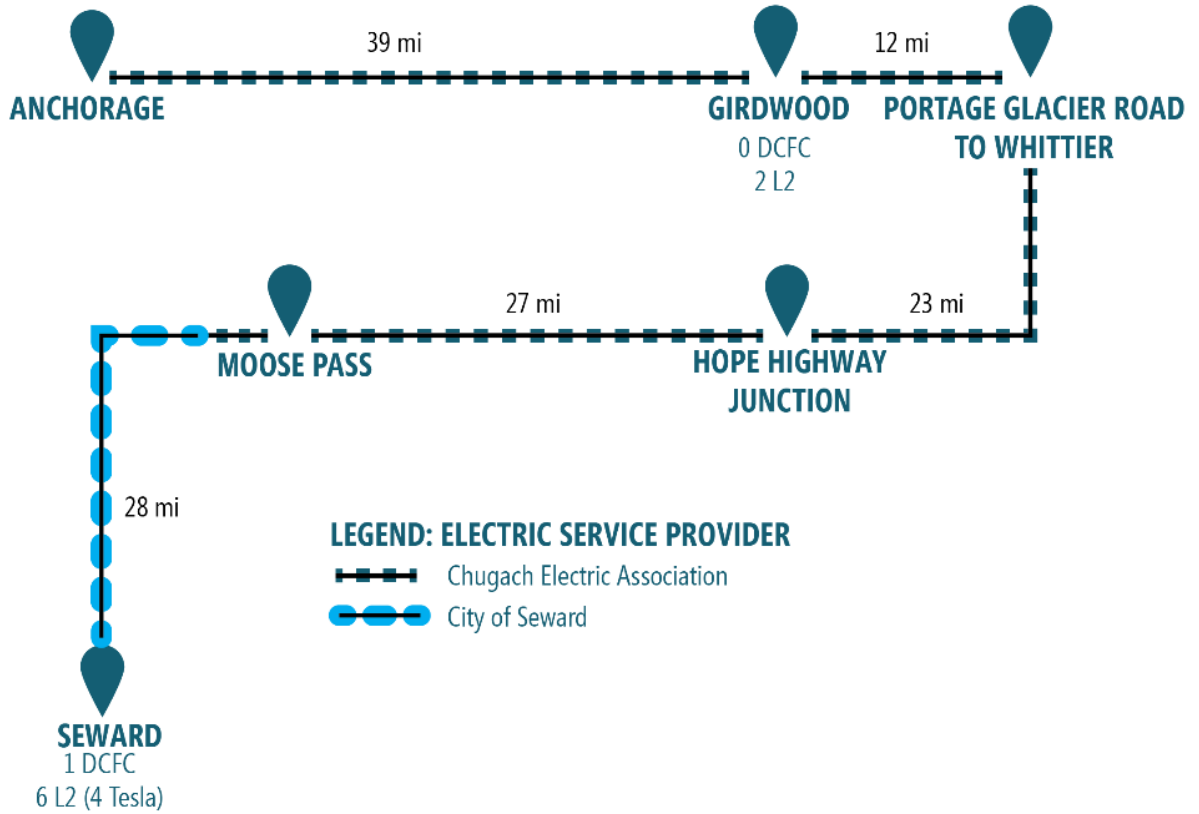 39 mi
12 mi
ANCHORAGE
GIRDWOOD
0 DCFC
2 L2
PORTAGE GLACIER ROAD
TO WHITTIER
27 mi
23 mi
MOOSE PASS
HOPE HIGHWAY
JUNCTION
28 mi
LEGEND: ELECTRIC SERVICE PROVIDER
Chugach Electric Association
City of Seward
SEWARD
1 DCFC
6 L2 (4 Tesla)